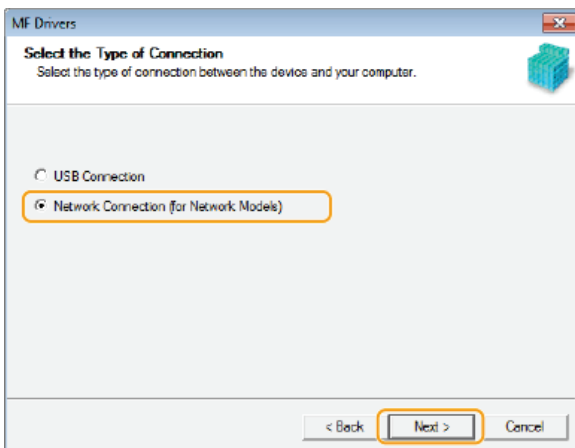 MF Drivers
Select the Type of Connection
Select the type of connection between the device and your computer.
USB Connection
Network Connection (for Network Models)
< Back Next > Cancel